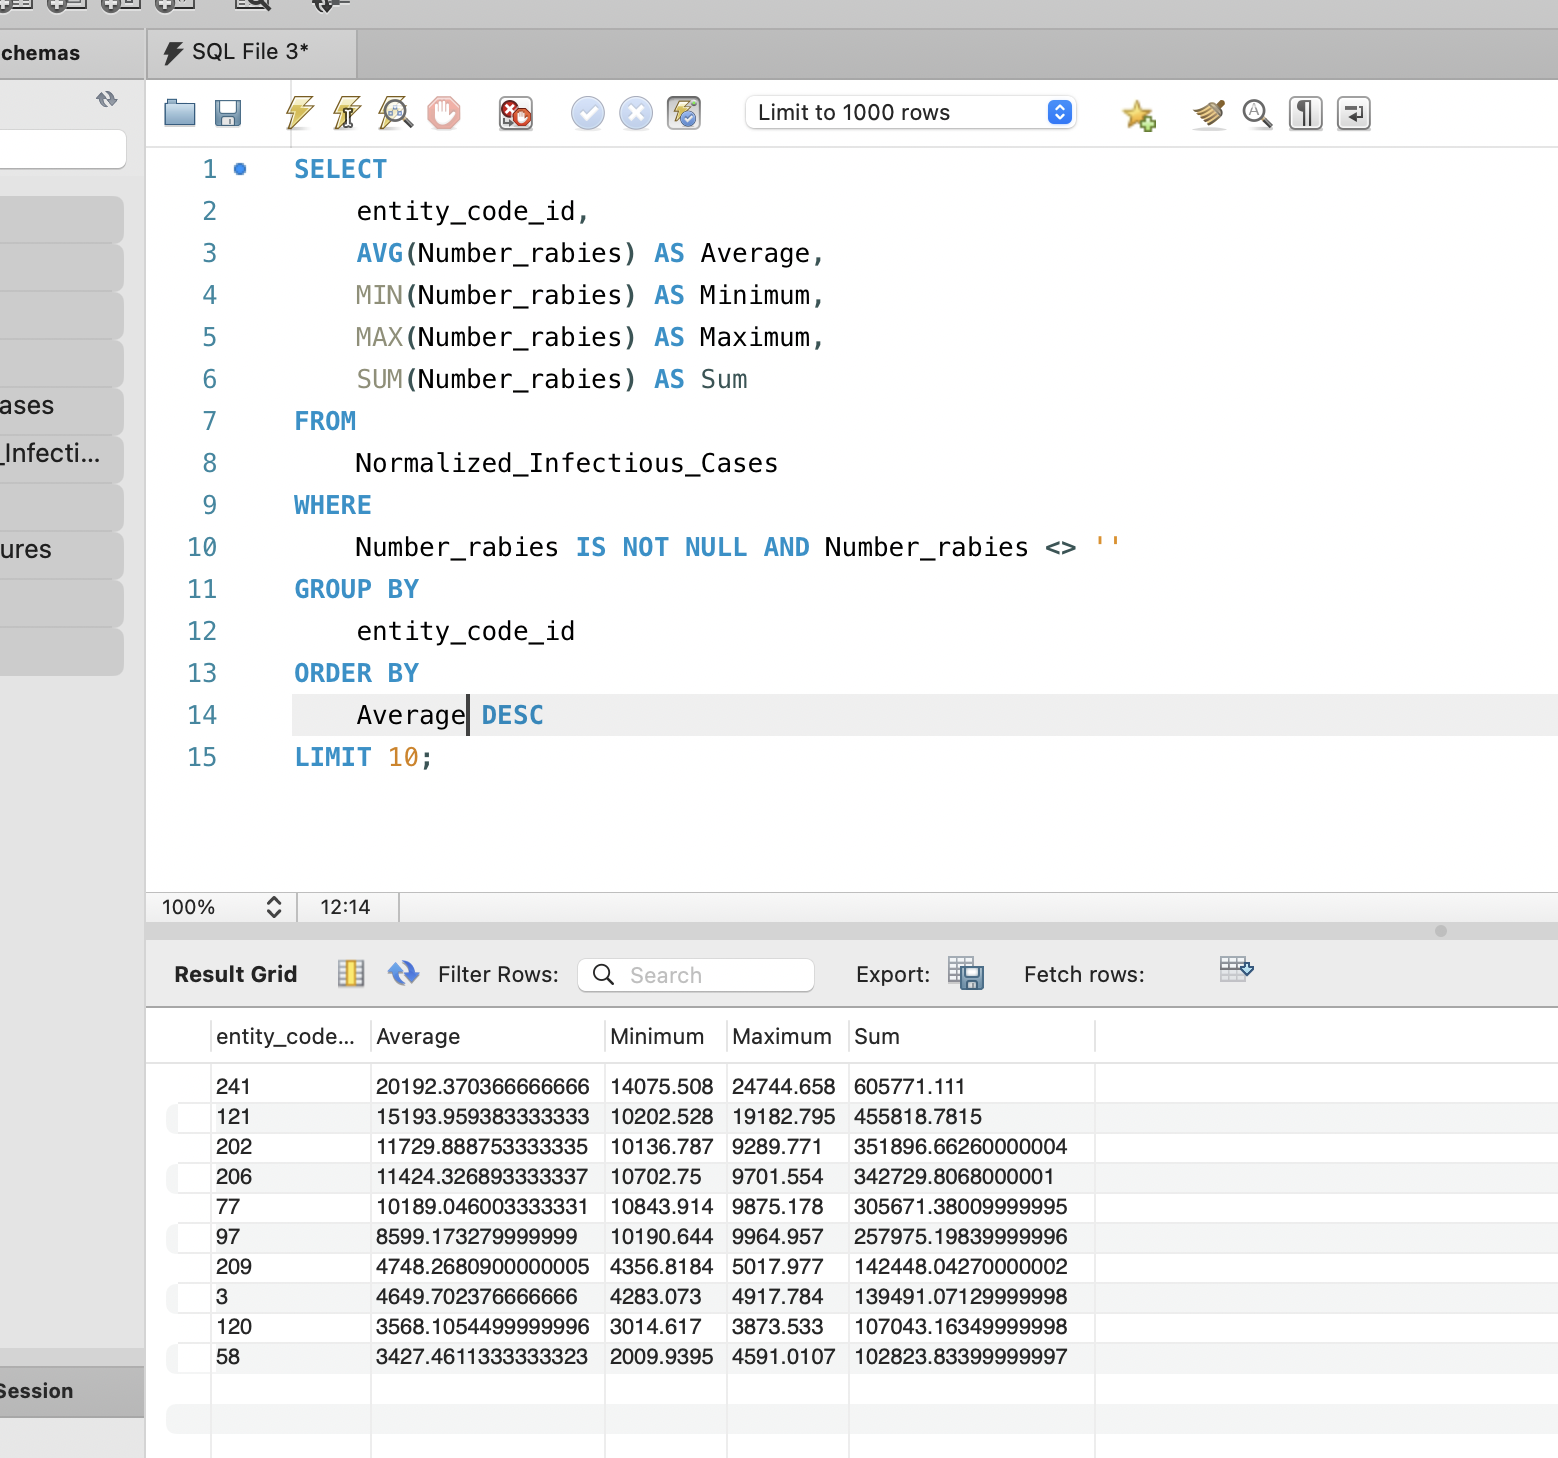 chemas
SQL File 3*
Limit to 1000 rows
1 SELECT
2 entity_code_id,
3 AVG(Number_rabies) AS Average,
4 MIN(Number_rabies) AS Minimum,
5 MAX(Number_rabies) AS Maximum,
6 SUM(Number_rabies) AS Sum
7 FROM
8 Normalized_Infectious_Cases
9 WHERE
10 Number_rabies IS NOT NULL AND Number_rabies <> ''
11 GROUP BY
12 entity_code_id
13 ORDER BY
14 Average DESC
15 LIMIT 10;
ases
_Infecti...
ures
100% 12:14
Result Grid Filter Rows: Search Export: Fetch rows:
entity_code... Average Minimum Maximum Sum
241 20192.370366666666 14075.508 24744.658 605771.111
121 15193.959383333333 10202.528 19182.795 455818.7815
202 11729.888753333335 10136.787 9289.771 351896.66260000004
206 11424.326893333337 10702.75 9701.554 342729.8068000001
77 10189.046003333331 10843.914 9875.178 305671.38009999995
97 8599.173279999999 10190.644 9964.957 257975.19839999996
209 4748.2680900000005 4356.8184 5017.977 142448.04270000002
3 4649.702376666666 4283.073 4917.784 139491.07129999998
120 3568.1054499999996 3014.617 3873.533 107043.16349999998
58 3427.4611333333323 2009.9395 4591.0107 102823.83399999997
Session